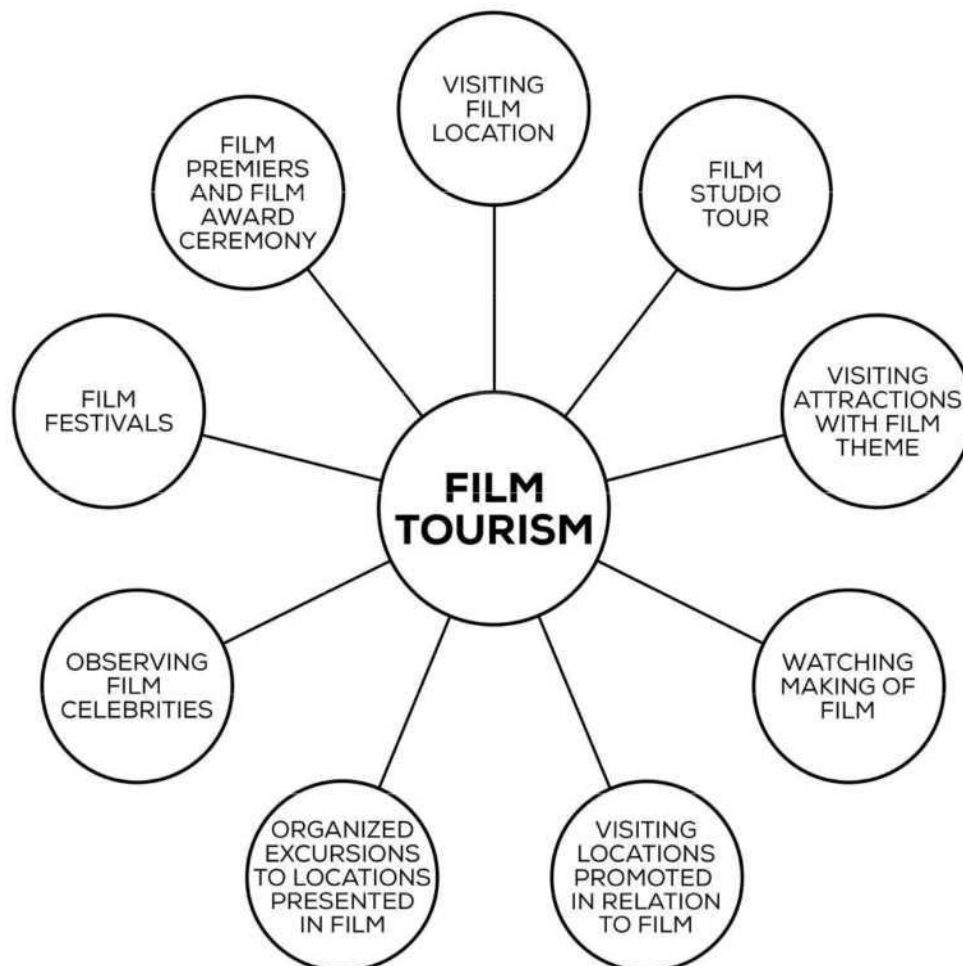 VISITING
FILM
LOCATION
FILM
STUDIO
TOUR
VISITING
ATTRACTIONS
WITH FILM
THEME
WATCHING
MAKING OF
FILM
VISITING
LOCATIONS
PROMOTED
IN RELATION
TO FILM
ORGANIZED
EXCURSIONS
TO LOCATIONS
PRESENTED
IN FILM
OBSERVING
FILM
CELEBRITIES
FILM
FESTIVALS
FILM
PREMIERS
AND FILM
AWARD
CEREMONY
FILM
TOURISM